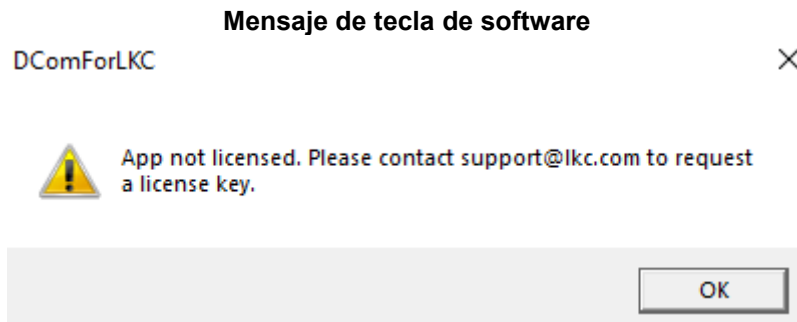 Mensaje de tecla de software
DComForLKC
App not licensed. Please contact support@lkc.com to request
a license key.
OK